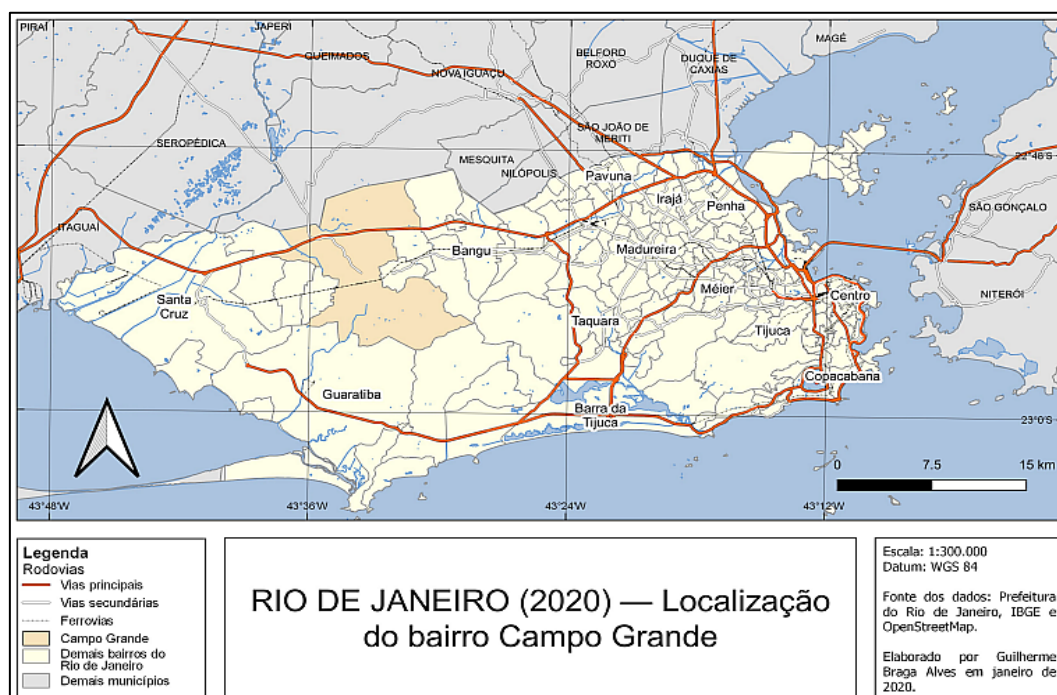 PIRAÍ
JAPERI
MAGÉ
QUEIMADOS
BELFORD
ROXO
DUQUE DE
CAXIAS
NOVA IGUAÇU
SÃO JOÃO DE
MERITI
SEROPÉDICA
MESQUITA
NILÓPOLIS
22°48'S
Pavuna
Irajá
Penha
SÃO GONÇALO
ITAGUAÍ
Bangu
Madureira
Santa
Cruz
Méier
Centro
NITERÓI
Taquara
Tijuca
Copacabana
Guaratiba
Barra da
Tijuca
23°0'S
0 7.5 15 km
43°48'W 43°36'W 43°24'W 43°12'W
Legenda
Rodovias
Vias principais
Vias secundárias
Ferrovias
Campo Grande
Demais bairros do
Rio de Janeiro
Demais municípios
RIO DE JANEIRO (2020) — Localização
do bairro Campo Grande
Escala: 1:300.000
Datum: WGS 84
Fonte dos dados: Prefeitura
do Rio de Janeiro, IBGE e
OpenStreetMap.
Elaborado por Guilherme
Braga Alves em janeiro de
2020.